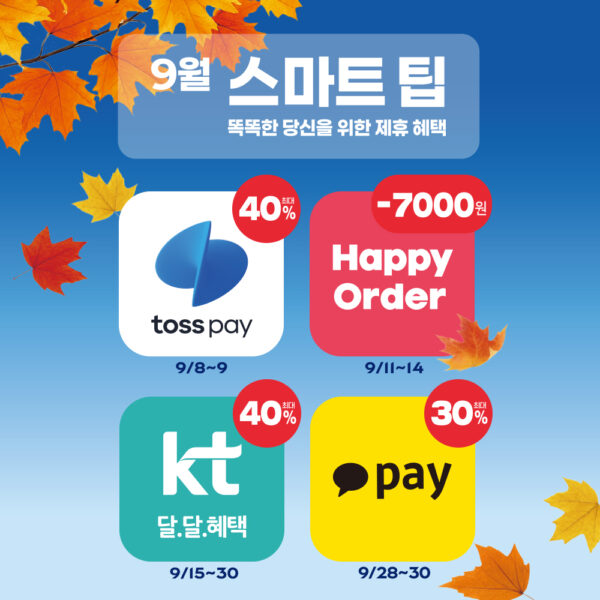 9월 스마트 팁
똑똑한 당신을 위한 제휴 혜택
최대 40%
toss pay
9/8~9
-7000원
Happy
Order
9/11~14
최대 40%
kt
달.달.혜택
9/15~30
최대 30%
pay
9/28~30